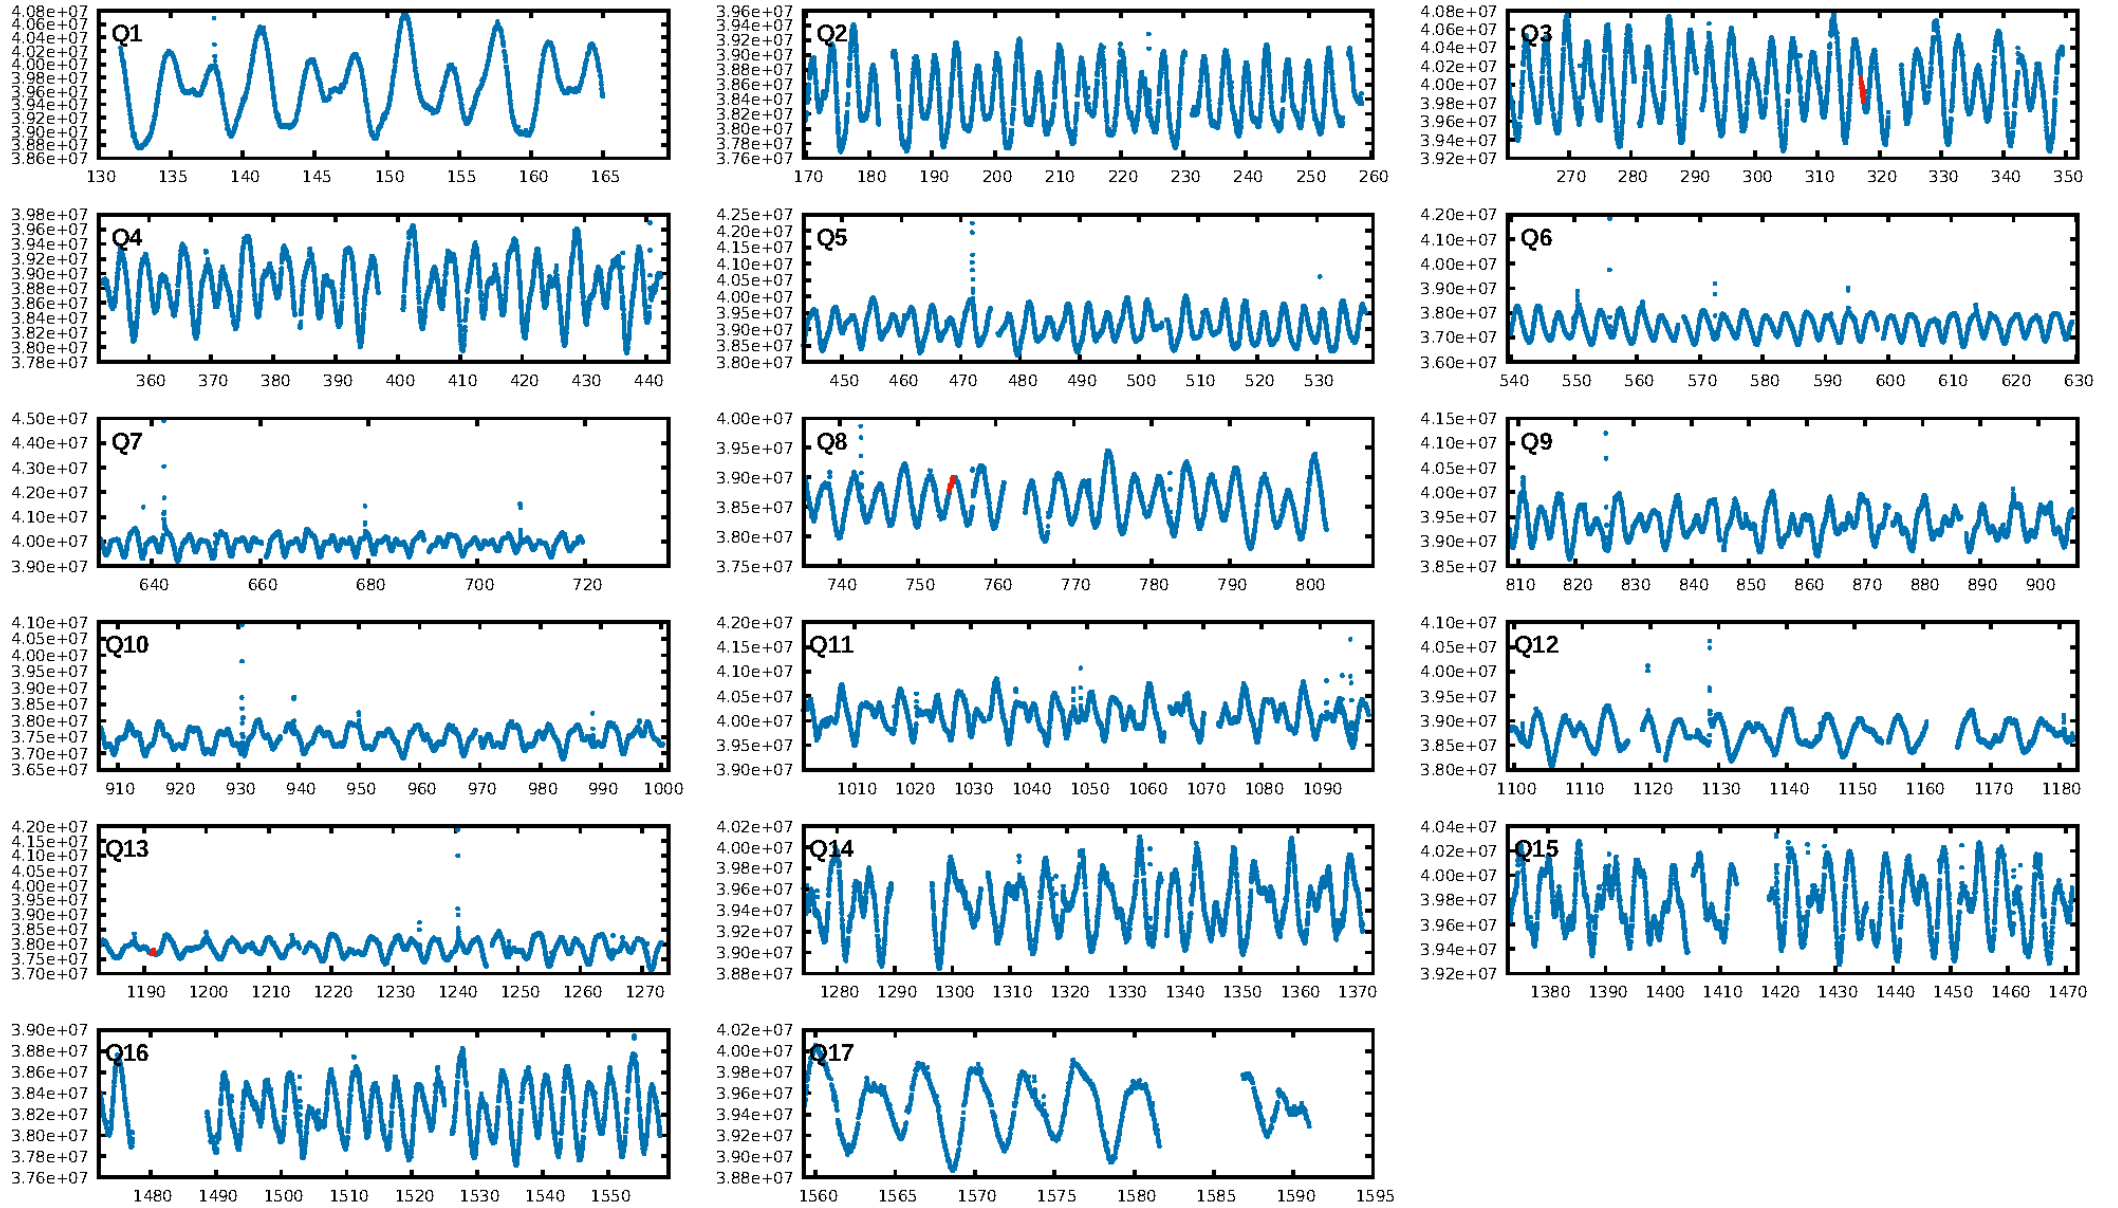 4.08e+07
4.06e+07
4.04e+07
4.02e+07
4.00e+07
3.98e+07
3.96e+07
3.94e+07
3.92e+07
3.90e+07
3.88e+07
3.86e+07
Q1
130 135 140 145 150 155 160 165
3.96e+07
3.94e+07
3.92e+07
3.90e+07
3.88e+07
3.86e+07
3.84e+07
3.82e+07
3.80e+07
3.78e+07
3.76e+07
Q2
170 180 190 200 210 220 230 240 250 260
4.08e+07
4.06e+07
4.04e+07
4.02e+07
4.00e+07
3.98e+07
3.96e+07
3.94e+07
3.92e+07
Q3
270 280 290 300 310 320 330 340 350
3.98e+07
3.96e+07
3.94e+07
3.92e+07
3.90e+07
3.88e+07
3.86e+07
3.84e+07
3.82e+07
3.80e+07
3.78e+07
Q4
360 370 380 390 400 410 420 430 440
4.25e+07
4.20e+07
4.15e+07
4.10e+07
4.05e+07
4.00e+07
3.95e+07
3.90e+07
3.85e+07
3.80e+07
Q5
450 460 470 480 490 500 510 520 530
4.20e+07
4.10e+07
4.00e+07
3.90e+07
3.80e+07
3.70e+07
3.60e+07
Q6
540 550 560 570 580 590 600 610 620 630
4.50e+07
4.40e+07
4.30e+07
4.20e+07
4.10e+07
4.00e+07
3.90e+07
Q7
640 660 680 700 720
4.00e+07
3.95e+07
3.90e+07
3.85e+07
3.80e+07
3.75e+07
Q8
740 750 760 770 780 790 800
4.15e+07
4.10e+07
4.05e+07
4.00e+07
3.95e+07
3.90e+07
3.85e+07
Q9
810 820 830 840 850 860 870 880 890 900
4.10e+07
4.05e+07
4.00e+07
3.95e+07
3.90e+07
3.85e+07
3.80e+07
3.75e+07
3.70e+07
3.65e+07
Q10
910 920 930 940 950 960 970 980 990 1000
4.20e+07
4.15e+07
4.10e+07
4.05e+07
4.00e+07
3.95e+07
3.90e+07
Q11
1010 1020 1030 1040 1050 1060 1070 1080 1090
4.10e+07
4.05e+07
4.00e+07
3.95e+07
3.90e+07
3.85e+07
3.80e+07
Q12
1100 1110 1120 1130 1140 1150 1160 1170 1180
4.20e+07
4.15e+07
4.10e+07
4.05e+07
4.00e+07
3.95e+07
3.90e+07
3.85e+07
3.80e+07
3.75e+07
3.70e+07
Q13
1190 1200 1210 1220 1230 1240 1250 1260 1270
4.02e+07
4.00e+07
3.98e+07
3.96e+07
3.94e+07
3.92e+07
3.90e+07
3.88e+07
Q14
1280 1290 1300 1310 1320 1330 1340 1350 1360 1370
4.04e+07
4.02e+07
4.00e+07
3.98e+07
3.96e+07
3.94e+07
3.92e+07
Q15
1380 1390 1400 1410 1420 1430 1440 1450 1460 1470
3.90e+07
3.88e+07
3.86e+07
3.84e+07
3.82e+07
3.80e+07
3.78e+07
3.76e+07
Q16
1480 1490 1500 1510 1520 1530 1540 1550
4.02e+07
4.00e+07
3.98e+07
3.96e+07
3.94e+07
3.92e+07
3.90e+07
3.88e+07
Q17
1560 1565 1570 1575 1580 1585 1590 1595